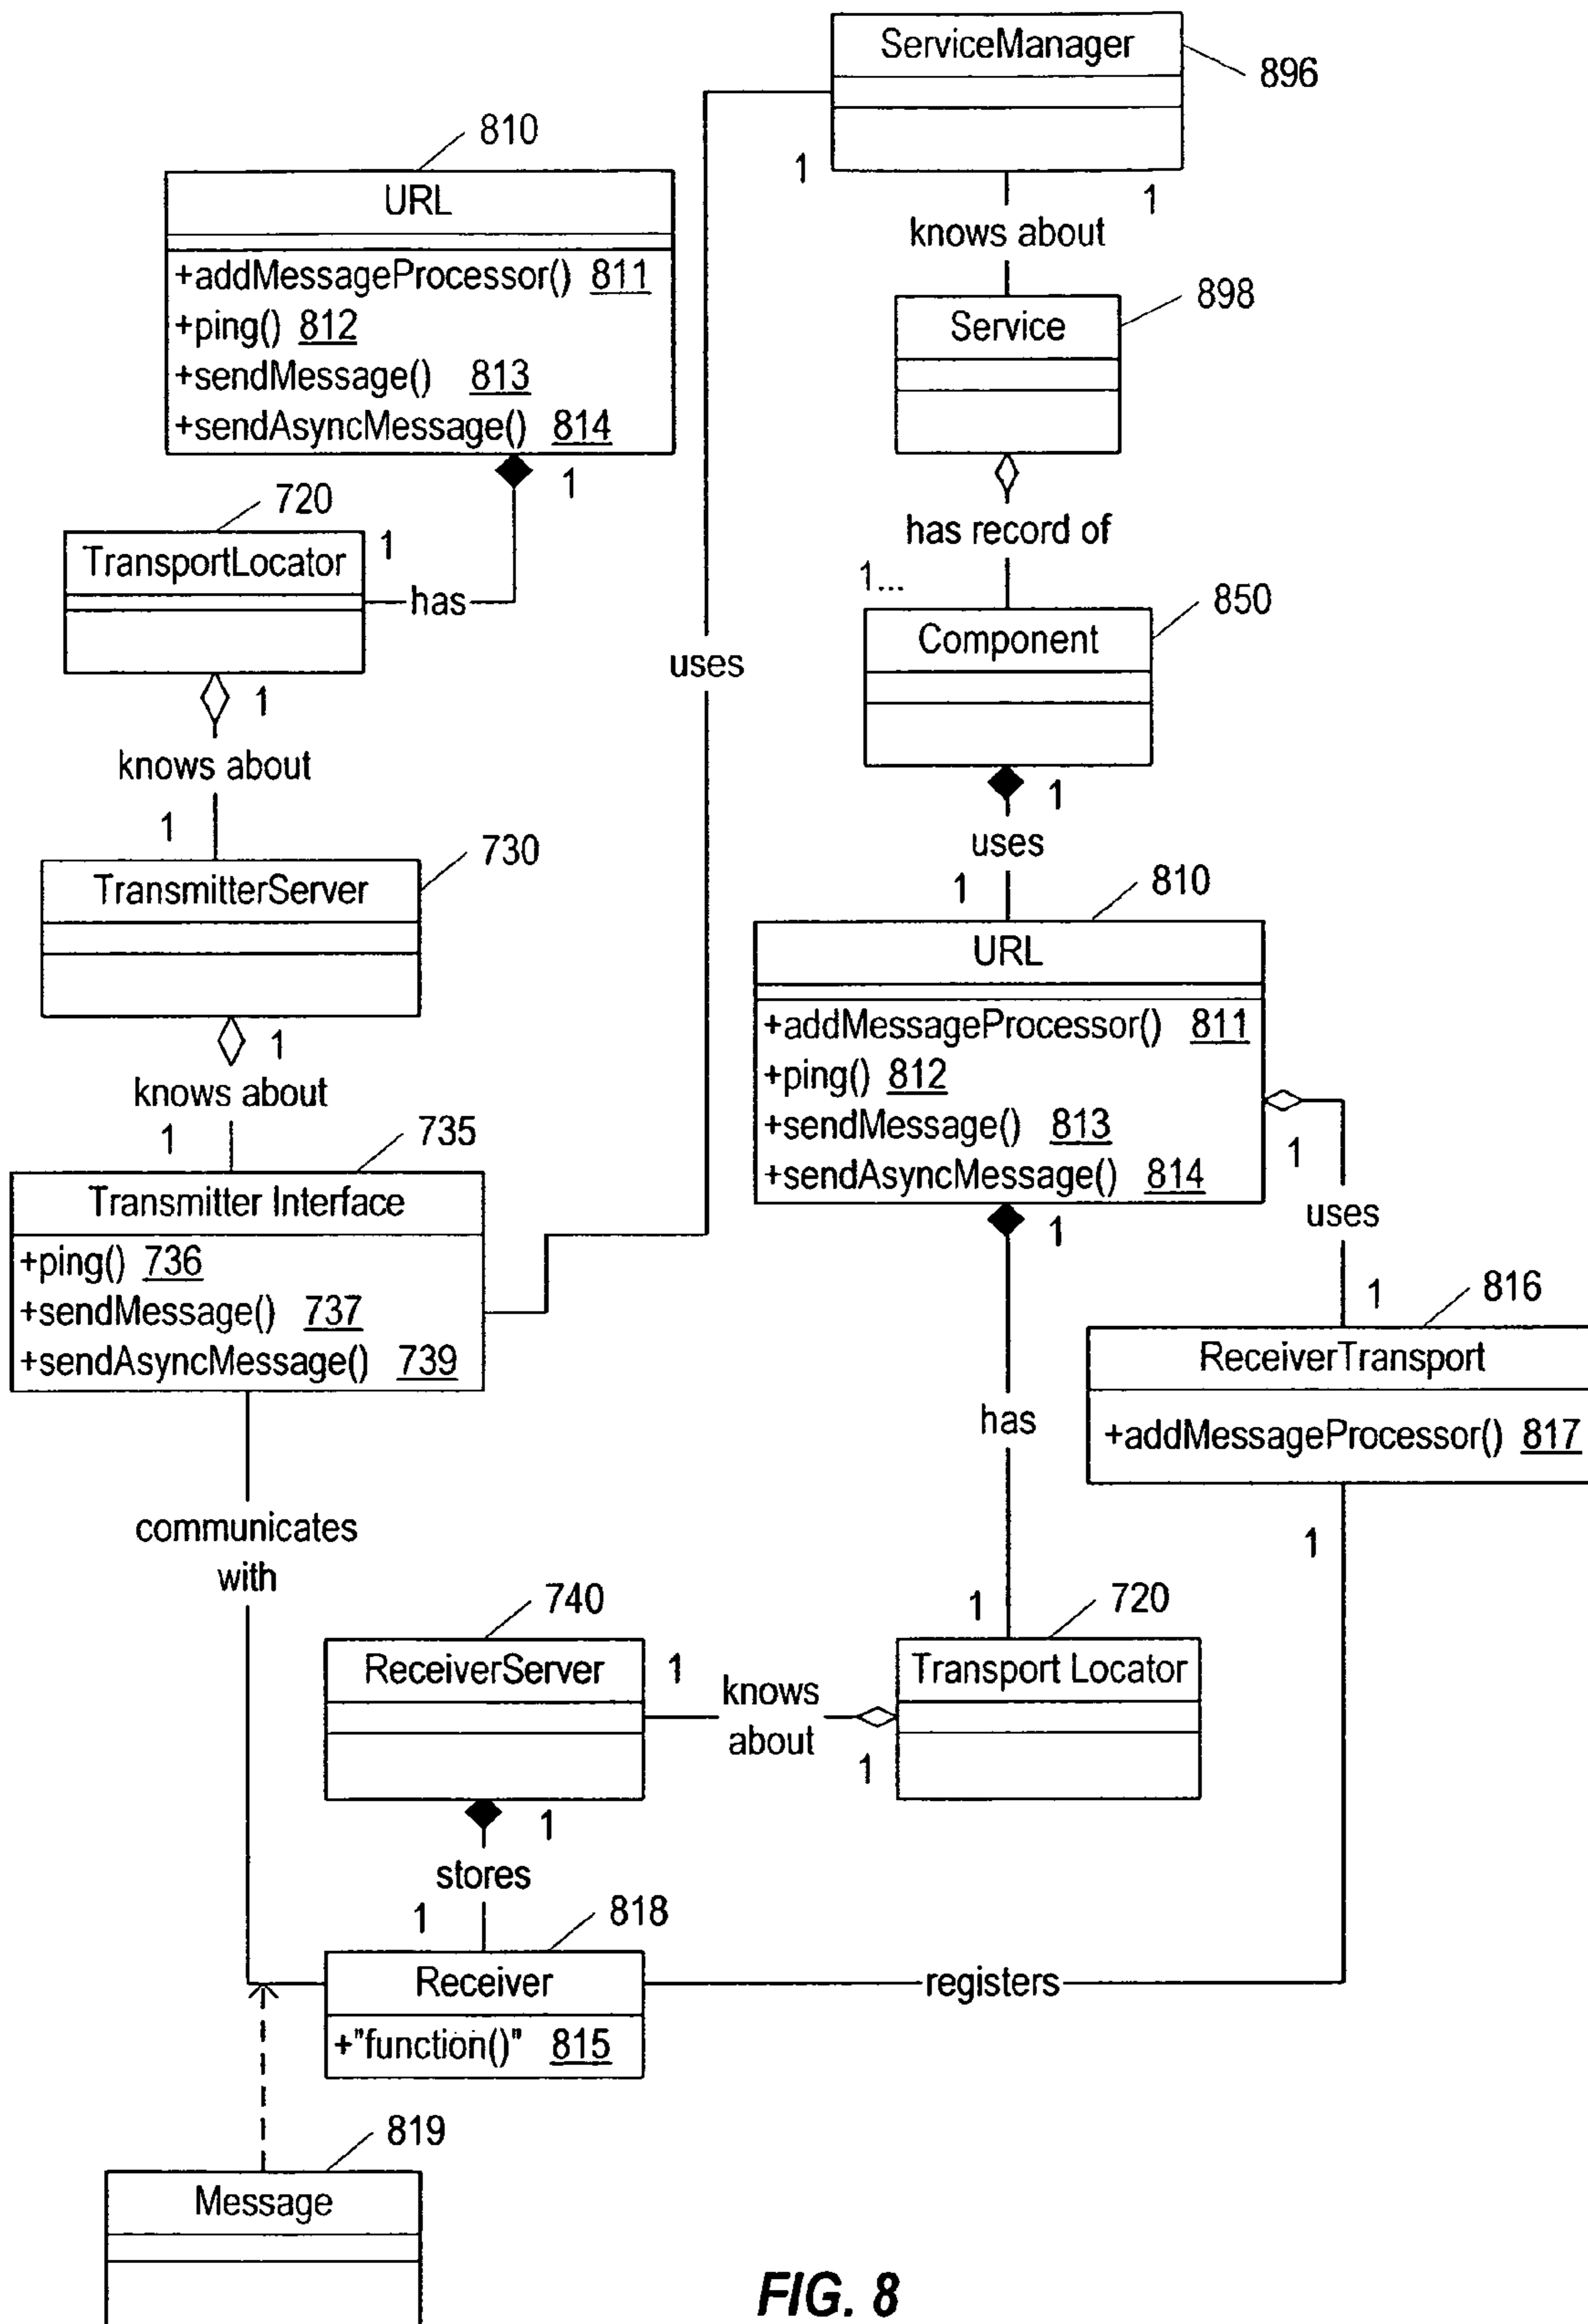 ServiceManager
896
1
1
knows about
810
URL
+addMessageProcessor() 811
+ping() 812
+sendMessage() 813
+sendAsyncMessage() 814
1
898
Service
has record of
1...
850
Component
1
uses
1
720
TransportLocator
1
has
1
knows about
1
uses
730
TransmitterServer
1
knows about
1
735
Transmitter Interface
+ping() 736
+sendMessage() 737
+sendAsyncMessage() 739
810
URL
+addMessageProcessor() 811
+ping() 812
+sendMessage() 813
+sendAsyncMessage() 814
1
1
uses
1
816
ReceiverTransport
+addMessageProcessor() 817
1
has
1
communicates
with
740
ReceiverServer
1
knows
about
1
720
Transport Locator
1
stores
1
818
Receiver
+"function()" 815
registers
819
Message
FIG. 8